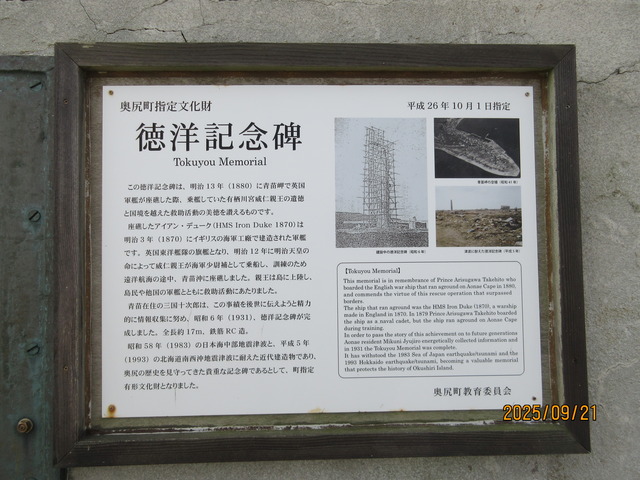 奥尻町指定文化財
平成26年10月1日指定
徳洋記念碑
Tokuyou Memorial
この徳洋記念碑は、明治13年(1880)に青苗岬で英国
軍艦が座礁した際、乗艦していた有栖川宮威仁親王の遺徳
と国境を越えた救助活動の美徳を讃えるものです。
座礁したアイアン・デューク(HMS Iron Duke 1870)は
明治3年(1870)にイギリスの海軍工廠で建造された軍艦
です。英国東洋艦隊の旗艦となり、明治12年に明治天皇の
命によって威仁親王が海軍少尉補として乗船し、訓練のため
遠洋航海の途中、青苗沖に座礁しました。親王は島に上陸し、
島民や他国の軍艦とともに救助活動にあたりました。
青苗在住の三国十次郎は、この事績を後世に伝えようと精力
的に情報収集に努め、昭和6年(1931)、徳洋記念碑が完
成しました。全長約17m、鉄筋RC造。
昭和58年(1983)の日本海中部地震津波と、平成5年
(1993)の北海道南西沖地震津波に耐えた近代建造物であり、
奥尻の歴史を見守ってきた貴重な記念碑であるとして、町指定
有形文化財となりました。
【Tokuyou Memorial】
This memorial is in remembrance of Prince Arisugawa Takehito who
boarded the English war ship that ran aground on Aonae Cape in 1880,
and commends the virtue of this rescue operation that surpassed
borders.
The ship that ran aground was the HMS Iron Duke (1870), a warship
made in England in 1870. In 1879 Prince Arisugawa Takehito boarded
the ship as a naval cadet, but the ship ran aground on Aonae Cape
during training.
In order to pass the story of this achievement on to future generations
Aonae resident Mikuni Jyujiro energetically collected information and
in 1931 the Tokuyou Memorial was complete.
It has withstood the 1983 Sea of Japan earthquake/tsunami and the
1993 Hokkaido earthquake/tsunami, becoming a valuable memorial
that protects the history of Okushiri Island.
奥尻町教育委員会
2025/09/21